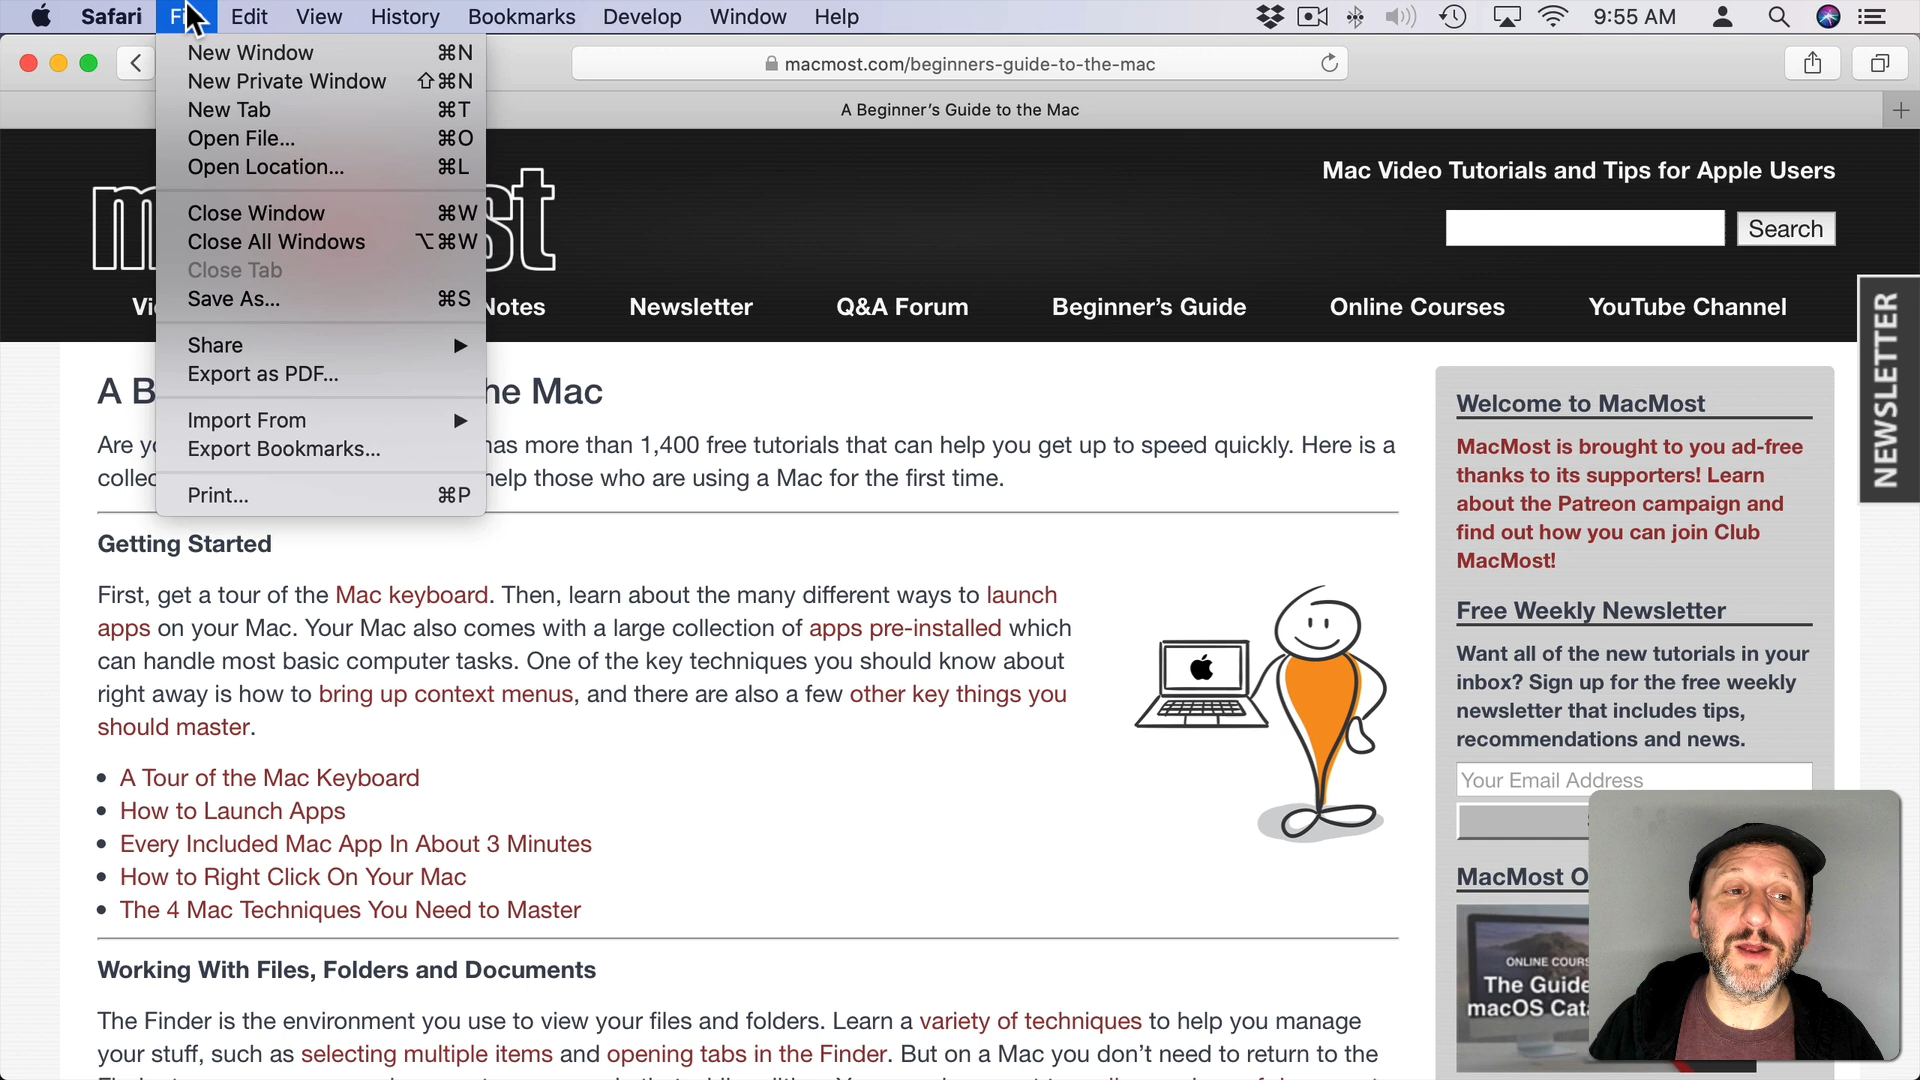 Safari File Edit View History Bookmarks Develop Window Help 9:55 AM
New Window ⌘N
New Private Window ⇧⌘N
New Tab ⌘T
Open File... ⌘O
Open Location... ⌘L
Close Window ⌘W
Close All Windows ⌥⌘W
Close Tab
Save As... ⌘S
Share
Export as PDF...
Import From
Export Bookmarks...
Print... ⌘P
macmost.com/beginners-guide-to-the-mac
A Beginner's Guide to the Mac
Mac Video Tutorials and Tips for Apple Users
Search
Notes Newsletter Q&A Forum Beginner's Guide Online Courses YouTube Channel
NEWSLETTER
A B he Mac
Are has more than 1,400 free tutorials that can help you get up to speed quickly. Here is a
help those who are using a Mac for the first time.
Getting Started
First, get a tour of the Mac keyboard. Then, learn about the many different ways to launch
apps on your Mac. Your Mac also comes with a large collection of apps pre-installed which
can handle most basic computer tasks. One of the key techniques you should know about
right away is how to bring up context menus, and there are also a few other key things you
should master.
• A Tour of the Mac Keyboard
• How to Launch Apps
• Every Included Mac App In About 3 Minutes
• How to Right Click On Your Mac
• The 4 Mac Techniques You Need to Master
Working With Files, Folders and Documents
The Finder is the environment you use to view your files and folders. Learn a variety of techniques to help you manage
your stuff, such as selecting multiple items and opening tabs in the Finder. But on a Mac you don't need to return to the
Welcome to MacMost
MacMost is brought to you ad-free
thanks to its supporters! Learn
about the Patreon campaign and
find out how you can join Club
MacMost!
Free Weekly Newsletter
Want all of the new tutorials in your
inbox? Sign up for the free weekly
newsletter that includes tips,
recommendations and news.
Your Email Address
MacMost O
ONLINE COURS
The Guide
macOS Cat